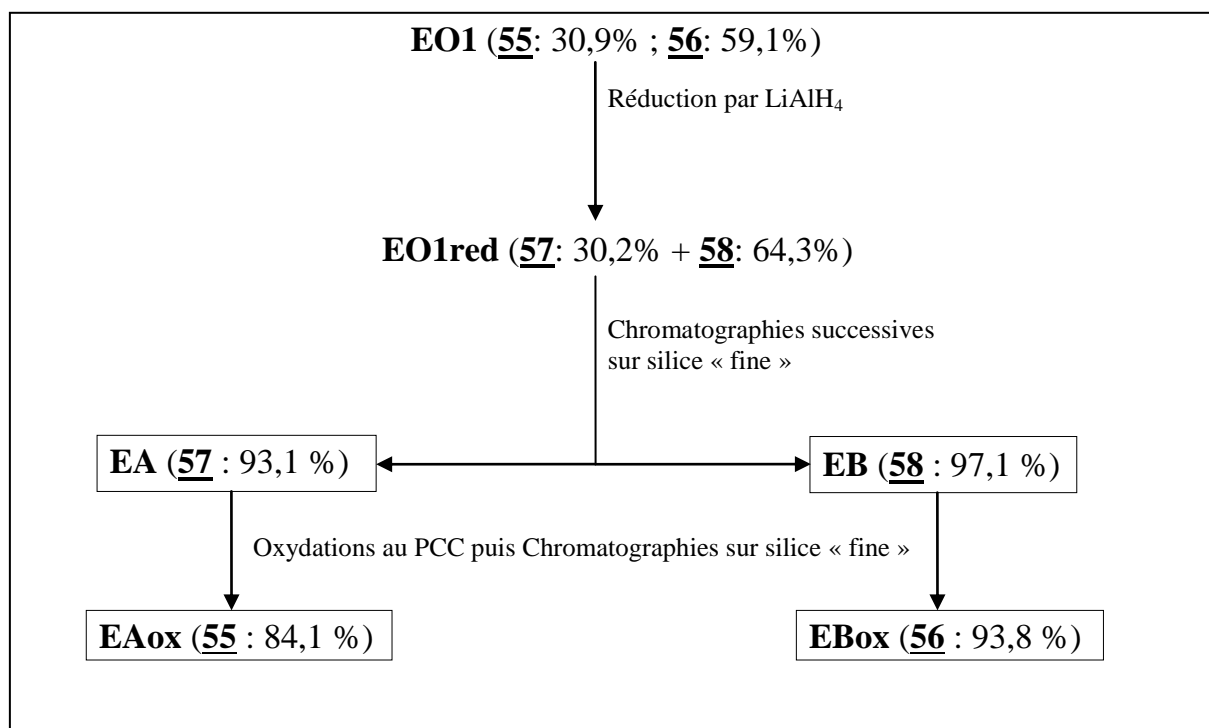 EO1 (55: 30,9% ; 56: 59,1%)
Réduction par LiAlH₄
EO1red (57: 30,2% + 58: 64,3%)
Chromatographies successives
sur silice « fine »
EA (57 : 93,1 %)
EB (58 : 97,1 %)
Oxydations au PCC puis Chromatographies sur silice « fine »
EAox (55 : 84,1 %)
EBox (56 : 93,8 %)